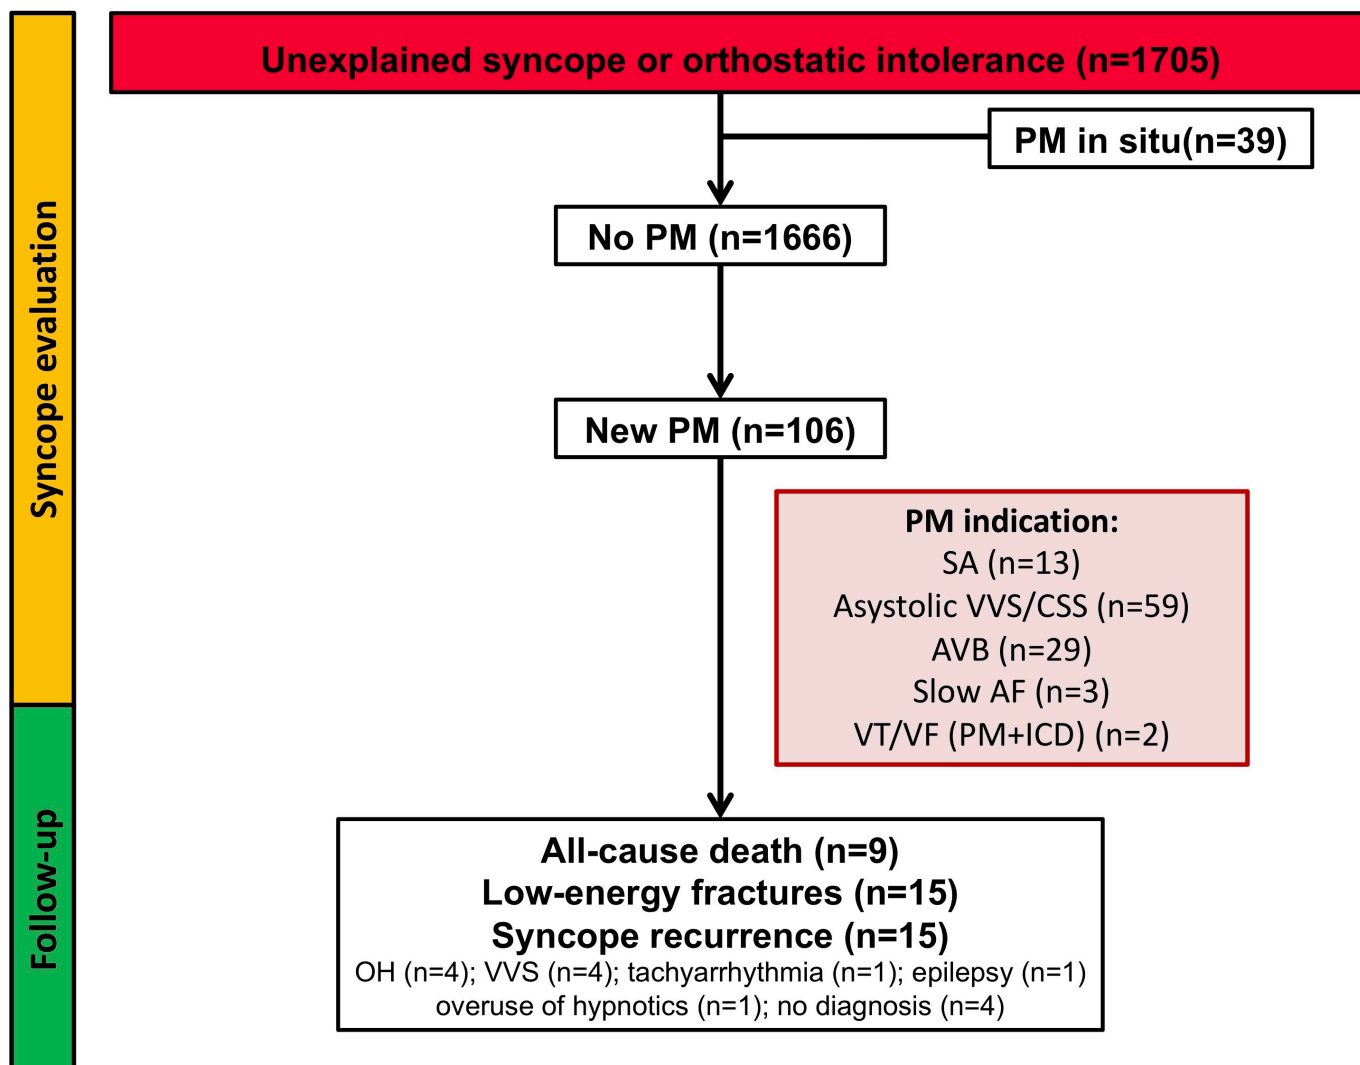 Unexplained syncope or orthostatic intolerance (n=1705)
PM in situ(n=39)
No PM (n=1666)
New PM (n=106)
Syncope evaluation
PM indication:
SA (n=13)
Asystolic VVS/CSS (n=59)
AVB (n=29)
Slow AF (n=3)
VT/VF (PM+ICD) (n=2)
Follow-up
All-cause death (n=9)
Low-energy fractures (n=15)
Syncope recurrence (n=15)
OH (n=4); VVS (n=4); tachyarrhythmia (n=1); epilepsy (n=1)
overuse of hypnotics (n=1); no diagnosis (n=4)